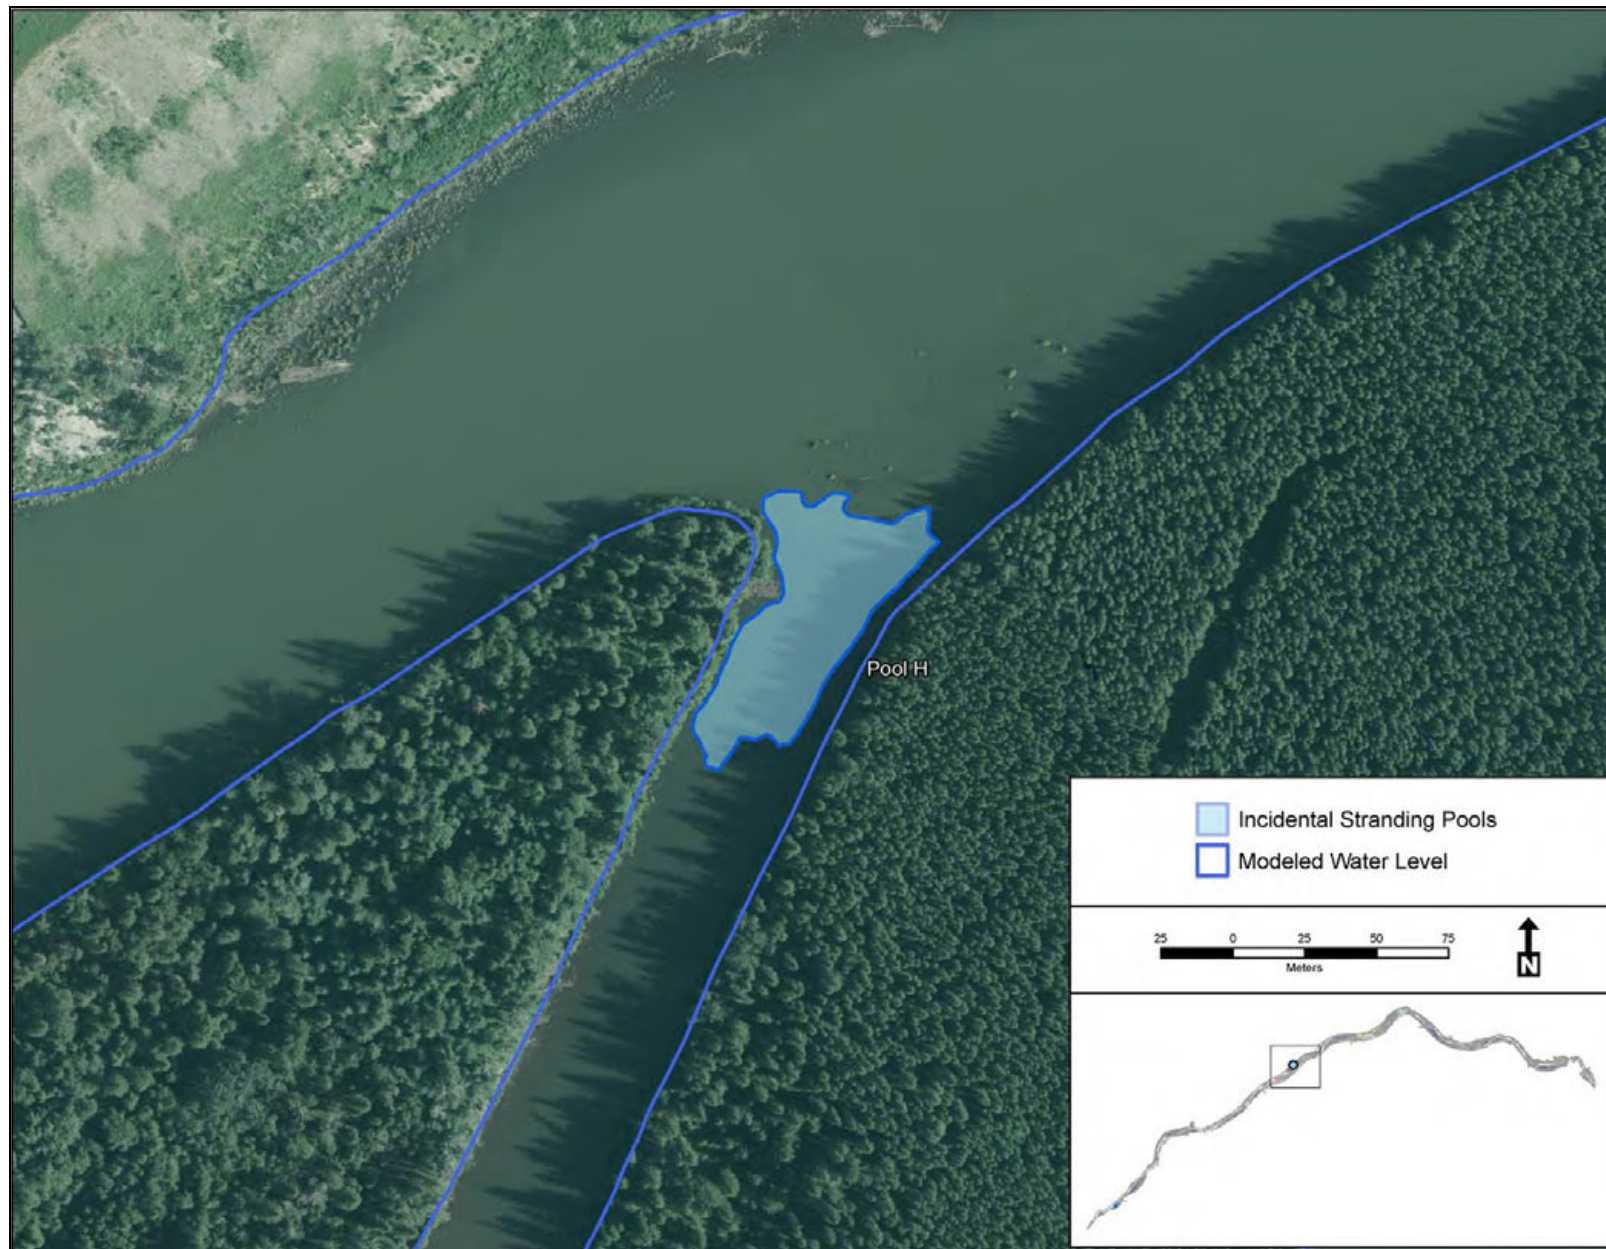 Pool H
Incidental Stranding Pools
Modeled Water Level
25 0 25 50 75
Meters
N